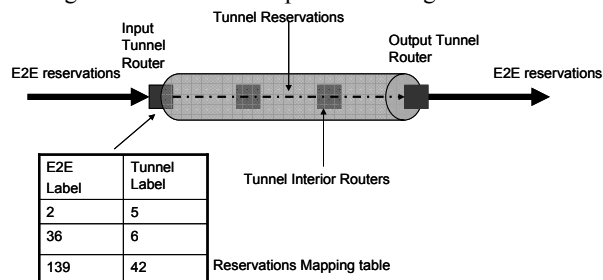 Tunnel Reservations
Input
Tunnel
Router
Output Tunnel
Router
E2E reservations
E2E reservations
E2E
Label
Tunnel
Label
2
5
36
6
139
42
Tunnel Interior Routers
Reservations Mapping table